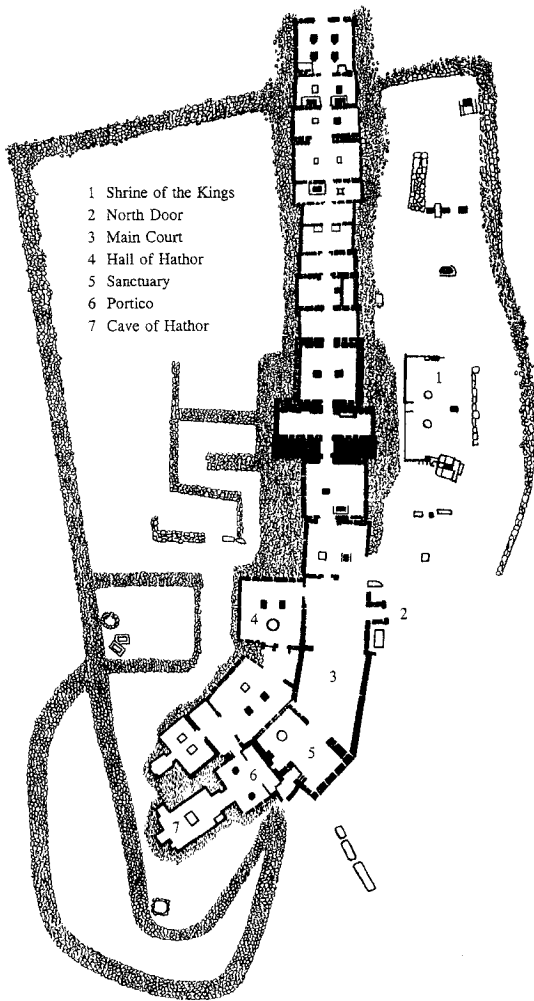 1 Shrine of the Kings
2 North Door
3 Main Court
4 Hall of Hathor
5 Sanctuary
6 Portico
7 Cave of Hathor
1
2
4
3
5
6
7